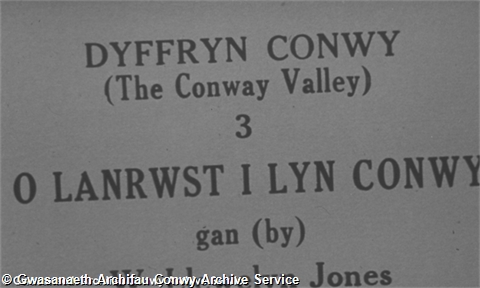 DYFFRYN CONWY
(The Conway Valley)
3
O LANRWST I LYN CONWY
gan (by)
Jones
© Gwasanaeth Archifau Conwy Archive Service